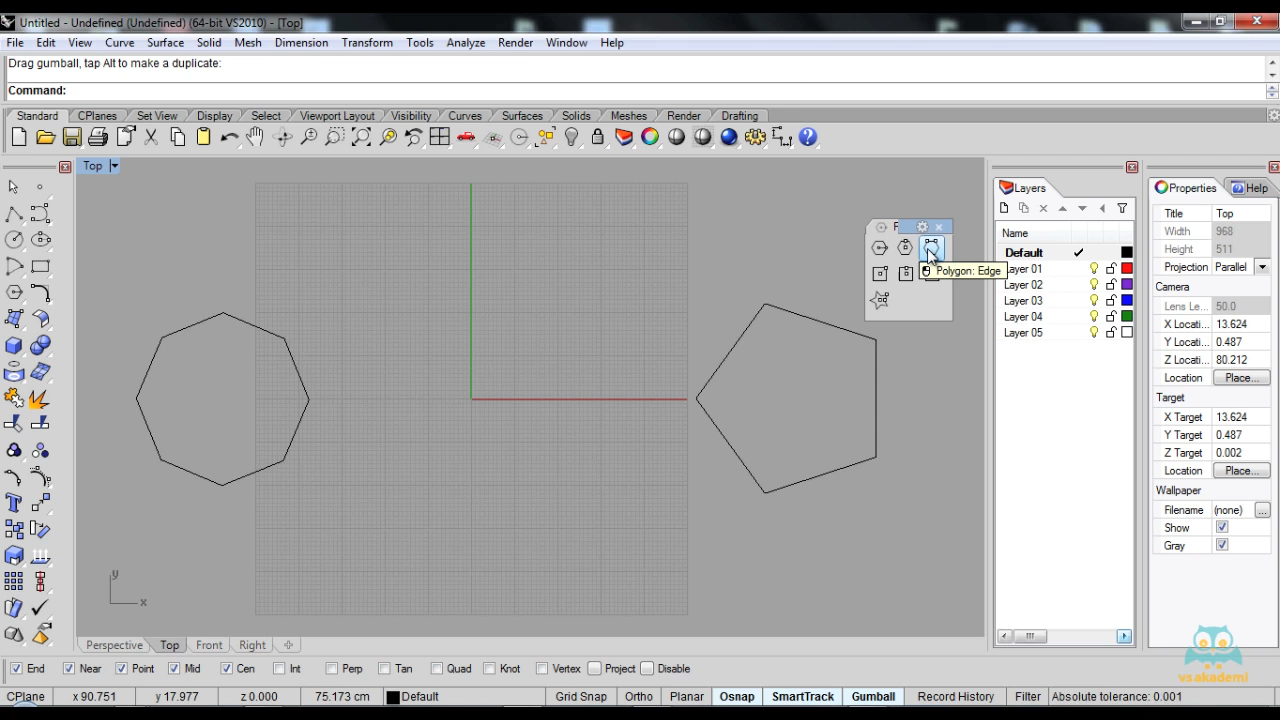 Untitled - Undefined (Undefined) (64-bit VS2010) - [Top]
File Edit View Curve Surface Solid Mesh Dimension Transform Tools Analyze Render Window Help
Drag gumball, tap Alt to make a duplicate:
Command:
Standard CPlanes Set View Display Select Viewport Layout Visibility Curves Surfaces Solids Meshes Render Drafting
Top
Layers
Properties Help
Name
Default
Layer 01
Layer 02
Layer 03
Layer 04
Layer 05
Polygon: Edge
Title Top
Width 968
Height 511
Projection Parallel
Camera
Lens Le... 50.0
X Locati... 13.624
Y Locati... 0.487
Z Locati... 80.212
Location Place...
Target
X Target 13.624
Y Target 0.487
Z Target 0.002
Location Place...
Wallpaper
Filename (none) ...
Show
Gray
y
x
Perspective Top Front Right
End Near Point Mid Cen Int Perp Tan Quad Knot Vertex Project Disable
CPlane x 90.751 y 17.977 z 0.000 75.173 cm Default Grid Snap Ortho Planar Osnap SmartTrack Gumball Record History Filter Absolute tolerance: 0.001
vsakademi